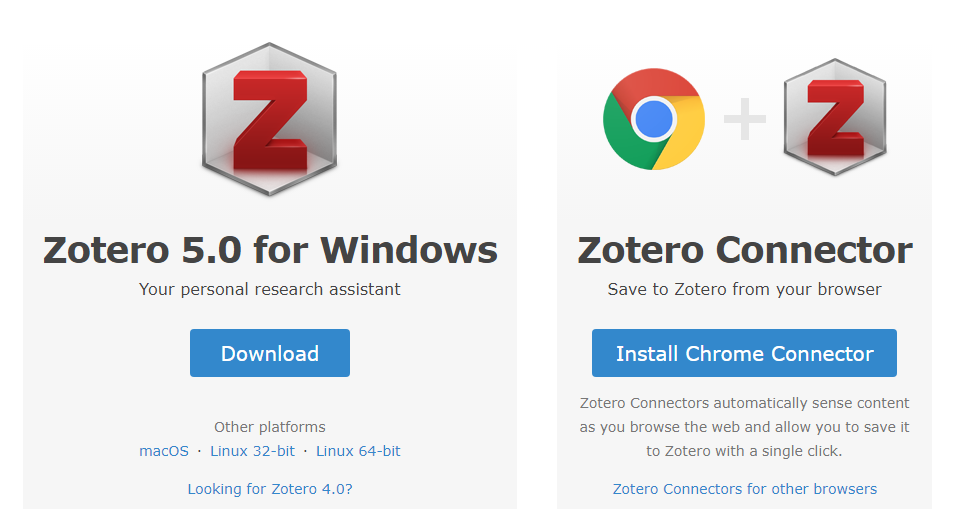 Z
Zotero 5.0 for Windows
Your personal research assistant
Download
Other platforms
macOS · Linux 32-bit · Linux 64-bit
Looking for Zotero 4.0?
Z
Zotero Connector
Save to Zotero from your browser
Install Chrome Connector
Zotero Connectors automatically sense content
as you browse the web and allow you to save it
to Zotero with a single click.
Zotero Connectors for other browsers